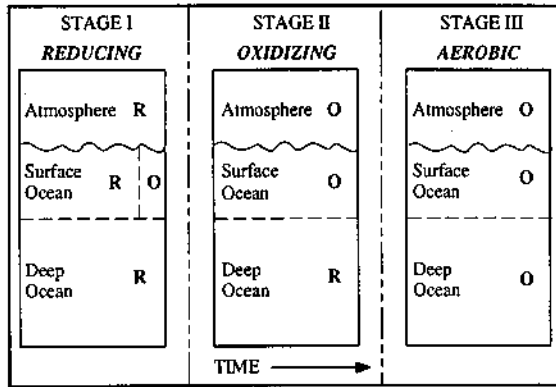 STAGE I
REDUCING
Atmosphere R
Surface
Ocean R O
Deep
Ocean R
STAGE II
OXIDIZING
Atmosphere O
Surface
Ocean O
Deep
Ocean R
TIME
STAGE III
AEROBIC
Atmosphere O
Surface
Ocean O
Deep
Ocean O